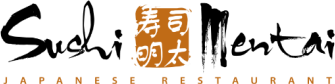 Sushi 寿司明太 Mentai
JAPANESE RESTAURANT